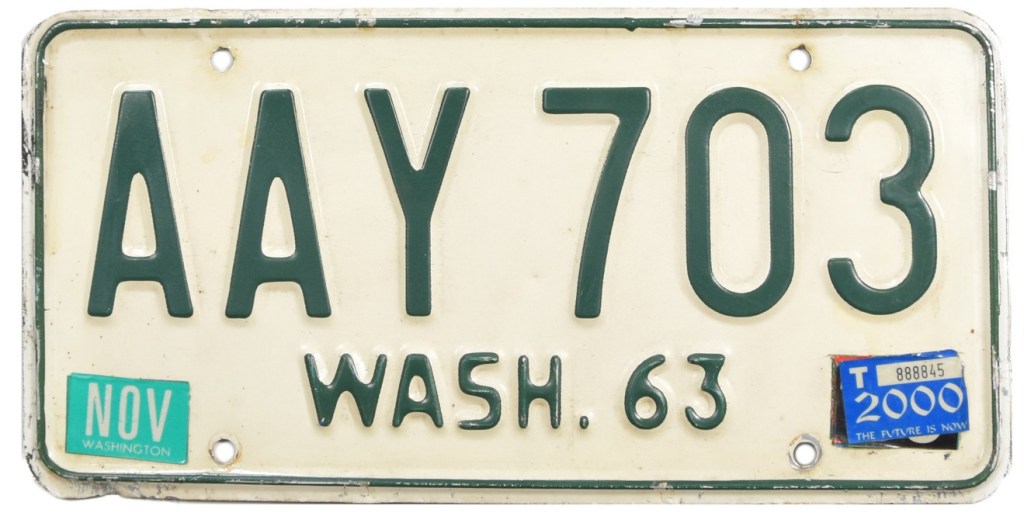 AAY 703
WASH. 63
NOV
WASHINGTON
T 888845
2000
THE FUTURE IS NOW